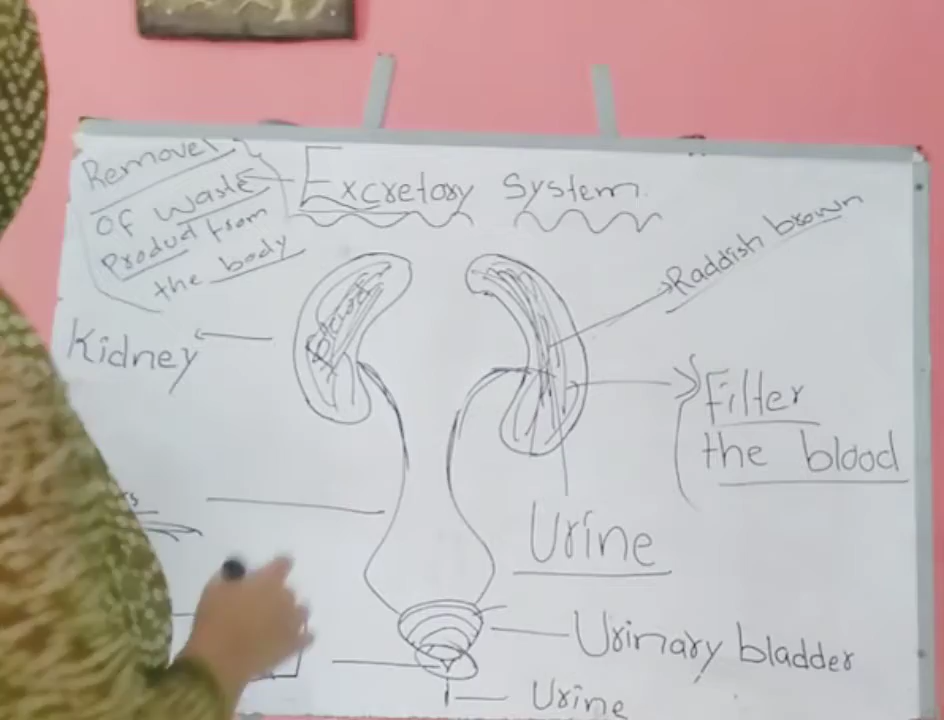 Removel
Of waste
Product from
the body
Excretory System
Raddish brown
blood
Kidney
Filter
the blood
Urine
Urinary bladder
Urine